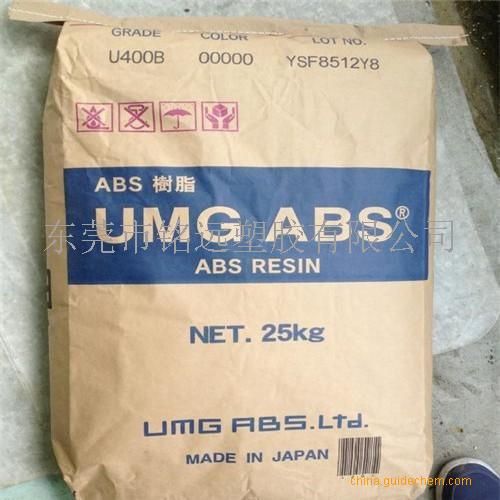 GRADE COLOR LOT NO.
U400B 00000 YSF8512Y8
ABS 樹脂
UMG ABS®
东莞市铭远塑胶有限公司
ABS RESIN
NET. 25kg
UMG ABS.Ltd.
MADE IN JAPAN
china.guidechem.com